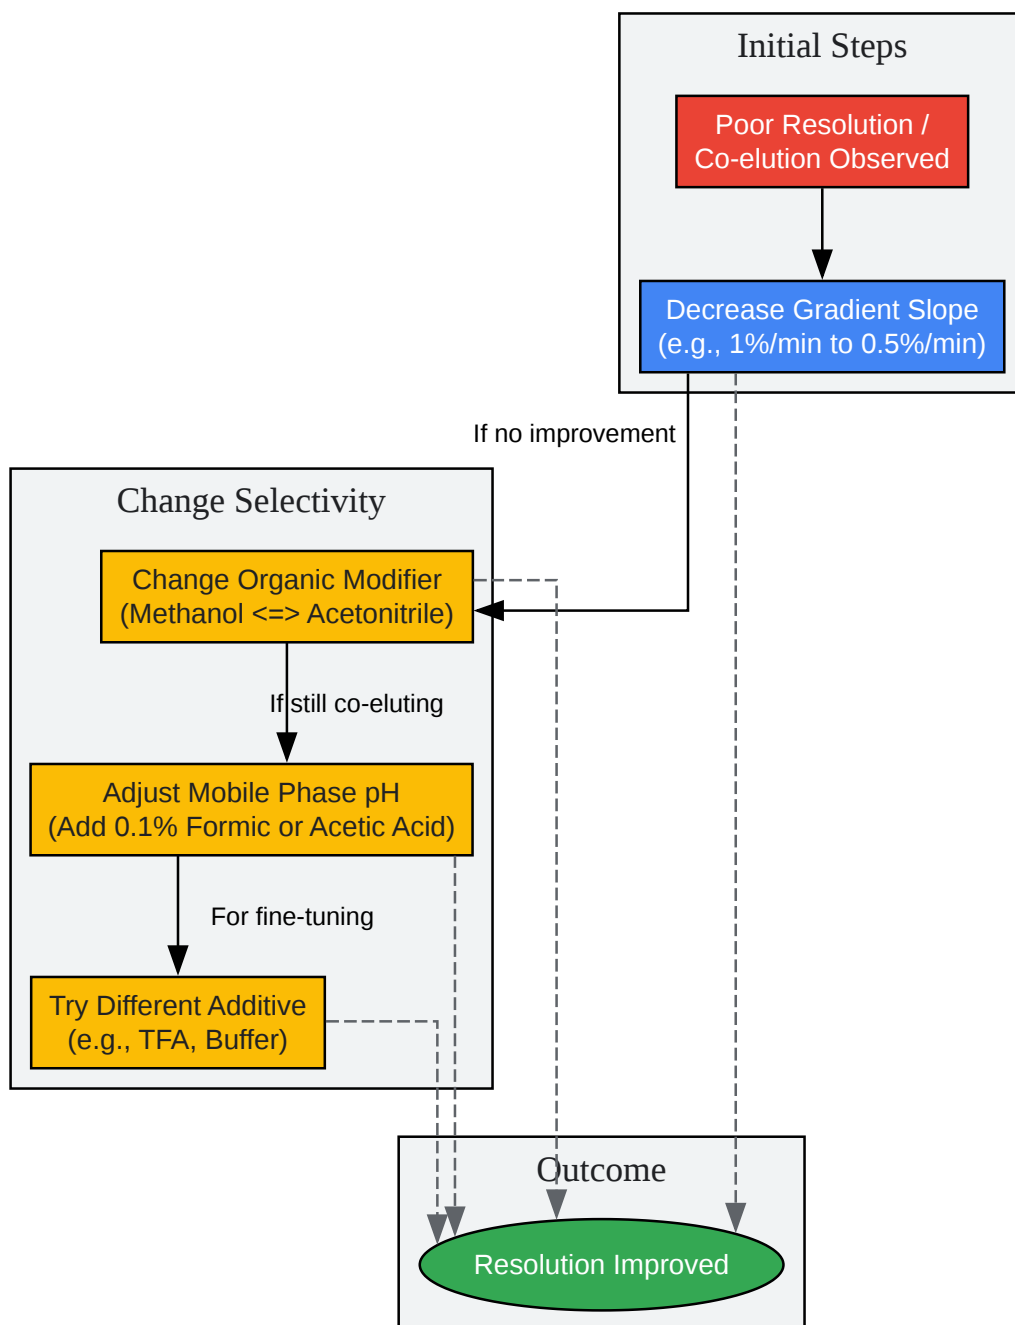 Initial Steps
Poor Resolution /
Co-elution Observed
Decrease Gradient Slope
(e.g., 1%/min to 0.5%/min)
If no improvement
Change Selectivity
Change Organic Modifier
(Methanol <=> Acetonitrile)
If still co-eluting
Adjust Mobile Phase pH
(Add 0.1% Formic or Acetic Acid)
For fine-tuning
Try Different Additive
(e.g., TFA, Buffer)
Outcome
Resolution Improved